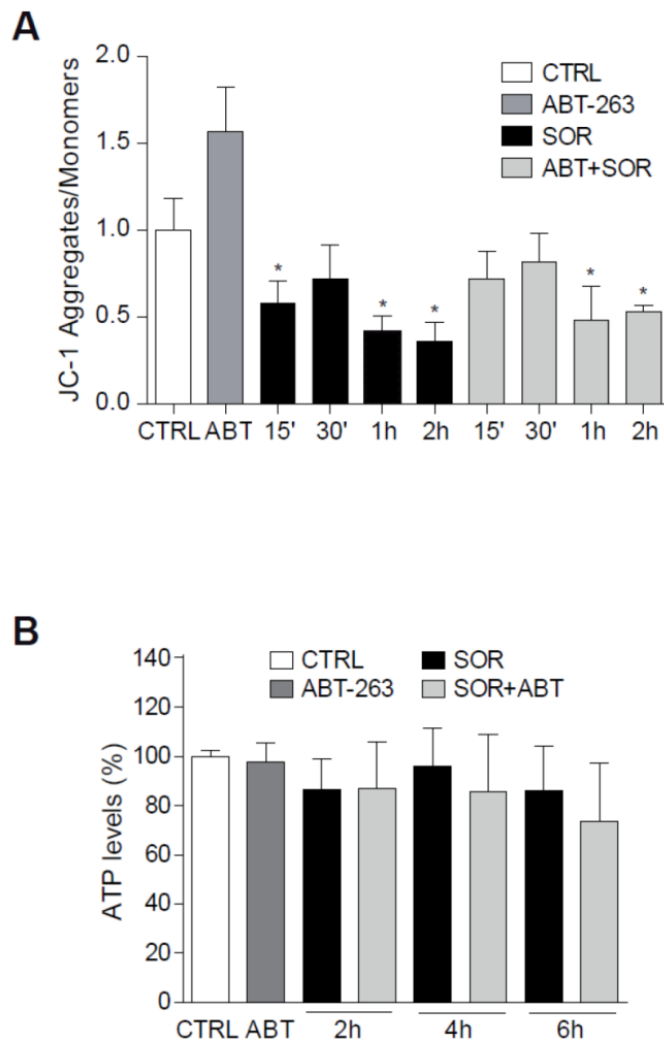 A
JC-1 Aggregates/Monomers
2.0
1.5
1.0
0.5
0.0
CTRL
ABT-263
SOR
ABT+SOR
* * * * *
CTRL ABT 15' 30' 1h 2h 15' 30' 1h 2h
B
ATP levels (%)
140
120
100
80
60
40
20
0
CTRL SOR
ABT-263 SOR+ABT
CTRL ABT 2h 4h 6h